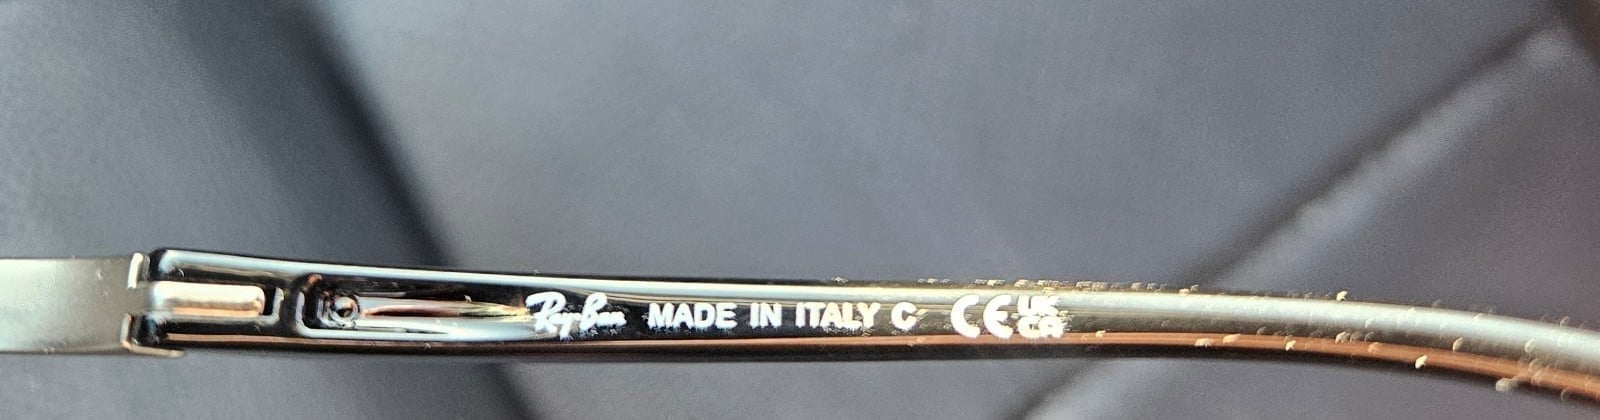 Ray-Ban MADE IN ITALY C CE UK CA